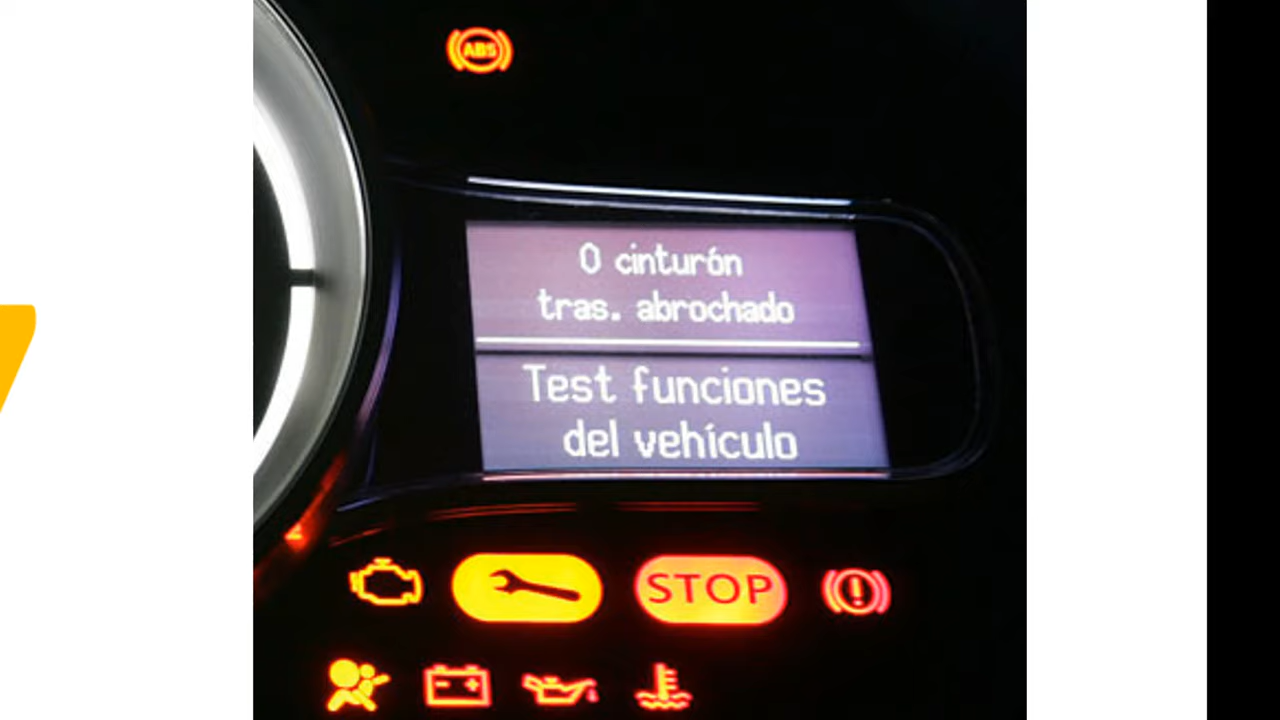 ABS
0 cinturón
tras. abrochado
Test funciones
del vehículo
STOP